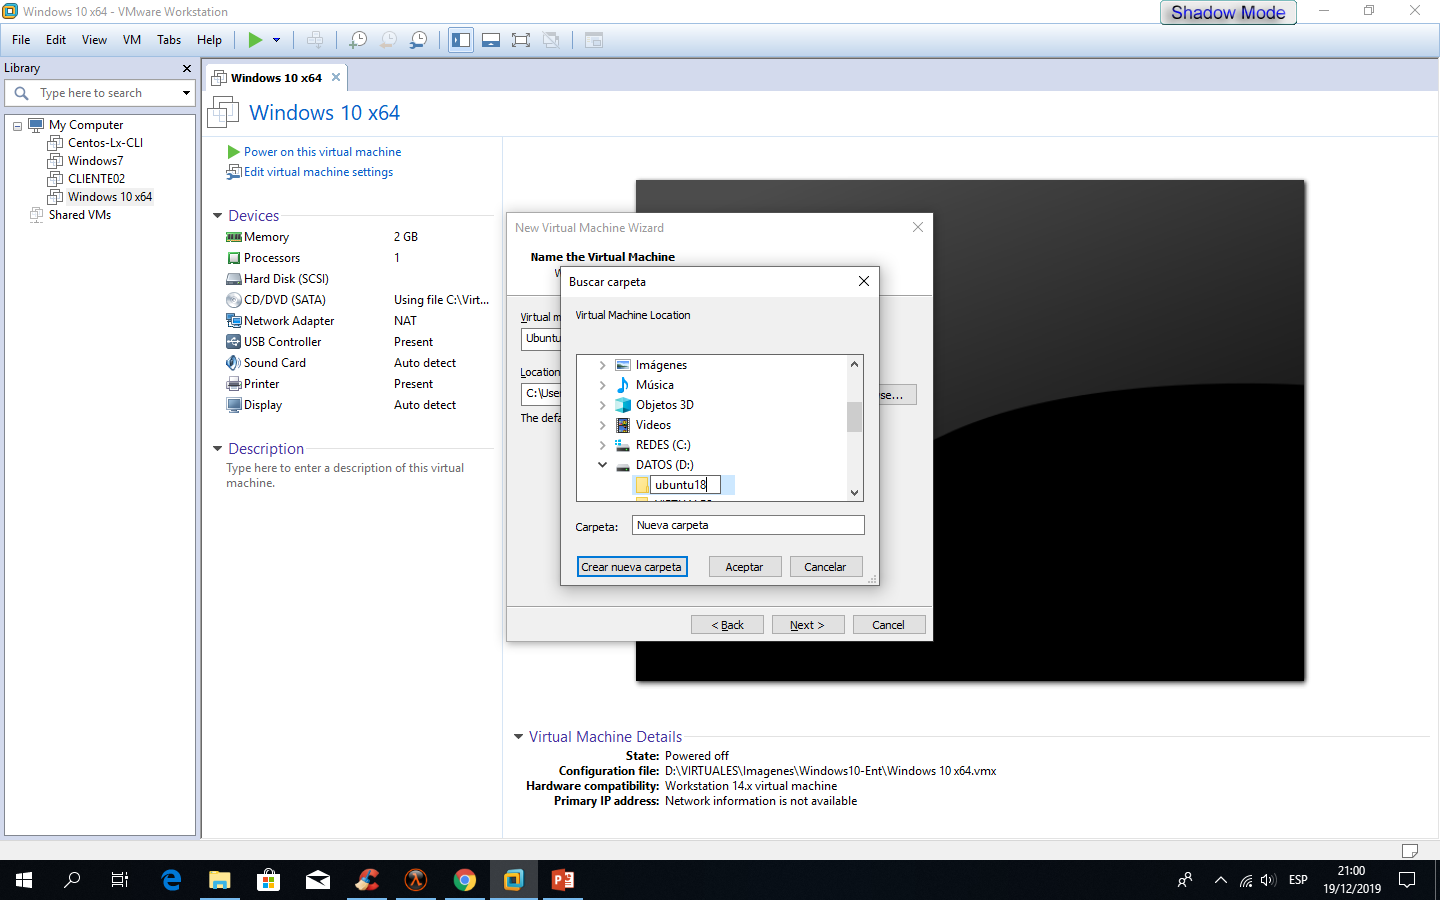 Windows 10 x64 - VMware Workstation
Shadow Mode
File Edit View VM Tabs Help
Library
Type here to search
My Computer
Centos-Lx-CLI
Windows7
CLIENTE02
Windows 10 x64
Shared VMs
Windows 10 x64
Windows 10 x64
Power on this virtual machine
Edit virtual machine settings
Devices
Memory 2 GB
Processors 1
Hard Disk (SCSI)
CD/DVD (SATA) Using file C:\Virt...
Network Adapter NAT
USB Controller Present
Sound Card Auto detect
Printer Present
Display Auto detect
Description
Type here to enter a description of this virtual
machine.
New Virtual Machine Wizard
Name the Virtual Machine
Virtual m
Ubuntu
Location
C:\User
se...
The defa
Buscar carpeta
Virtual Machine Location
Imágenes
Música
Objetos 3D
Videos
REDES (C:)
DATOS (D:)
ubuntu18
Carpeta: Nueva carpeta
Crear nueva carpeta Aceptar Cancelar
< Back Next > Cancel
Virtual Machine Details
State: Powered off
Configuration file: D:\VIRTUALES\Imagenes\Windows10-Ent\Windows 10 x64.vmx
Hardware compatibility: Workstation 14.x virtual machine
Primary IP address: Network information is not available
ESP
21:00
19/12/2019